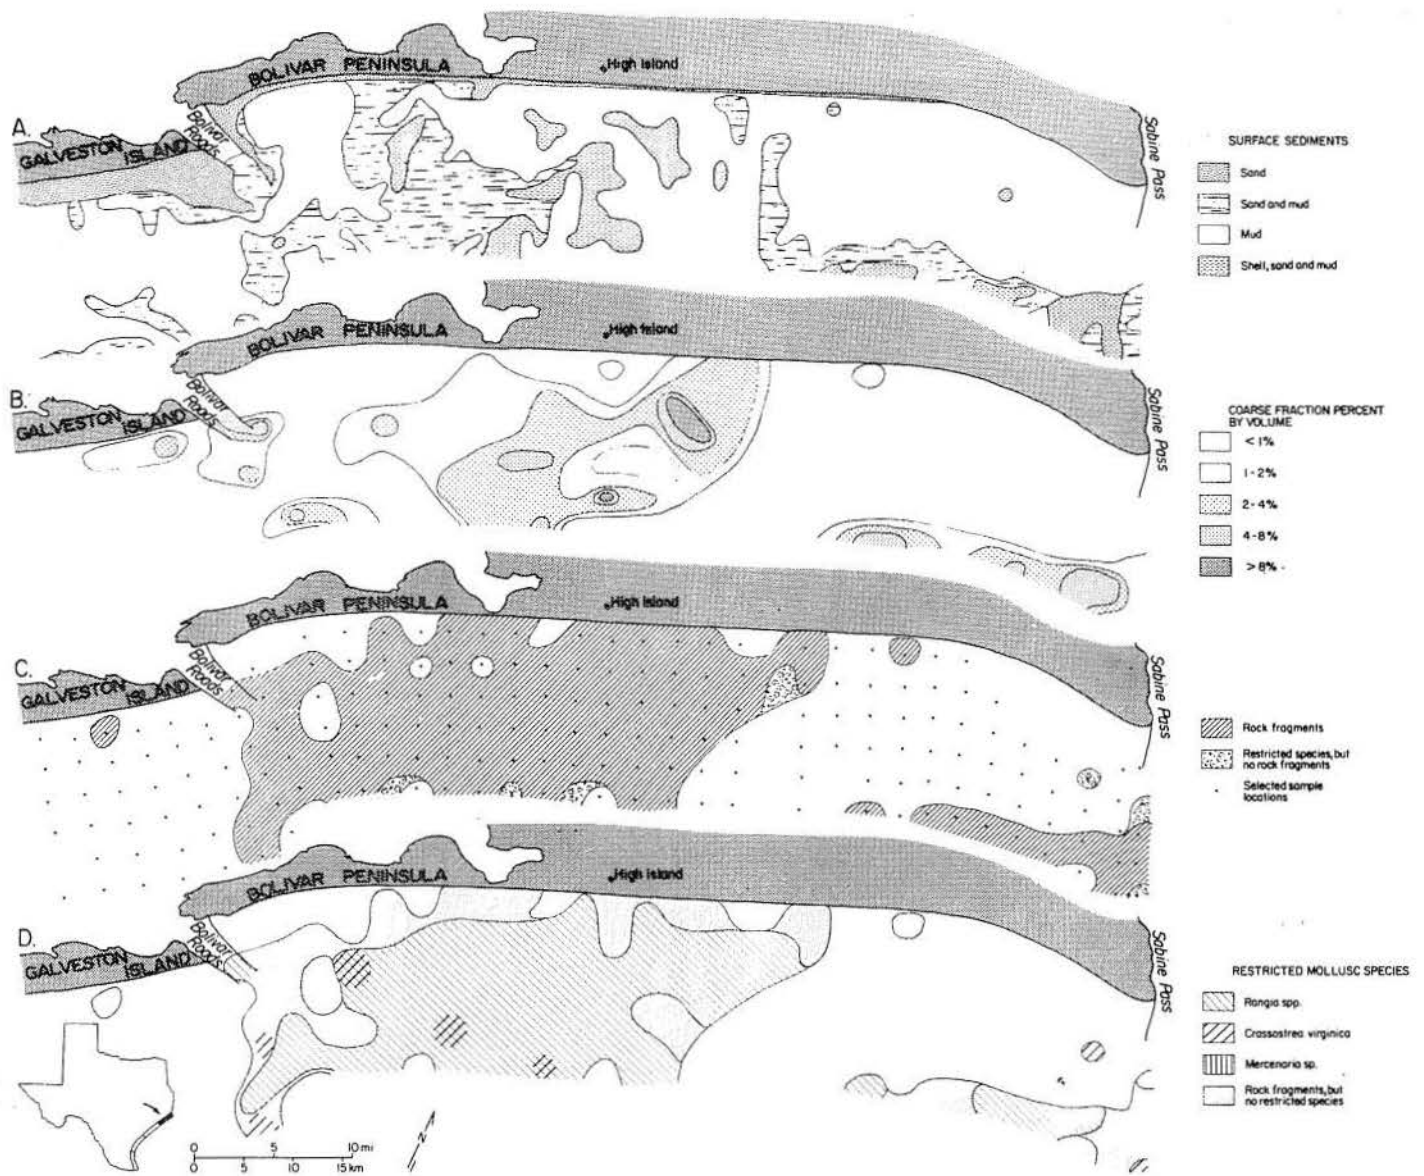 BOLIVAR PENINSULA
High Island
A.
Bolivar
Roads
GALVESTON
ISLAND
Sabine Pass
SURFACE SEDIMENTS
Sand
Sand and mud
Mud
Shell, sand and mud
BOLIVAR PENINSULA
High Island
B.
Bolivar
Roads
GALVESTON
ISLAND
Sabine Pass
COARSE FRACTION PERCENT
BY VOLUME
< 1%
1-2%
2-4%
4-8%
> 8%
BOLIVAR PENINSULA
High Island
C.
Bolivar
Roads
GALVESTON
ISLAND
Sabine Pass
Rock fragments
Restricted species, but
no rock fragments
Selected sample
locations
BOLIVAR PENINSULA
High Island
D.
Bolivar
Roads
GALVESTON
ISLAND
Sabine Pass
RESTRICTED MOLLUSC SPECIES
Rangia spp.
Crassostrea virginica
Mercenaria sp.
Rock fragments, but
no restricted species
0 5 10 mi
0 5 10 15 km
N